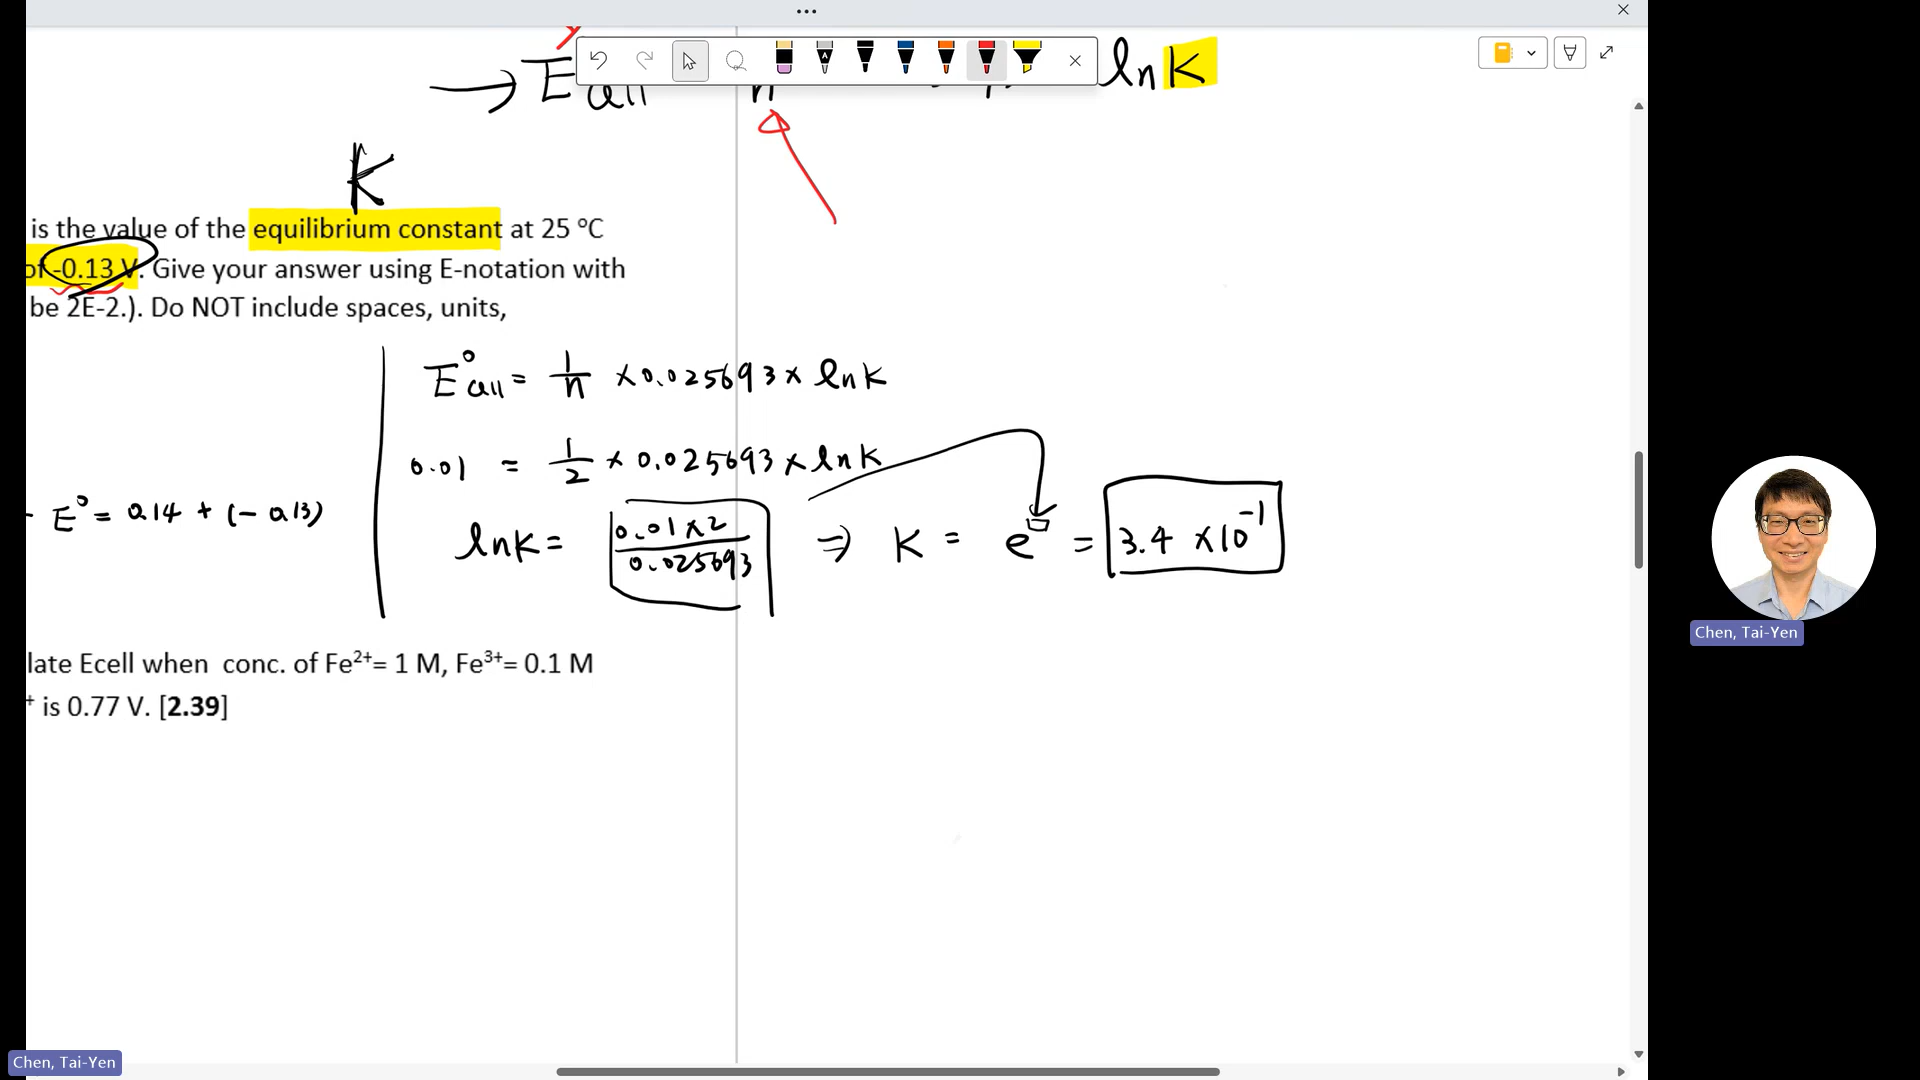 → E cell n ln K
K
is the value of the equilibrium constant at 25 °C
of -0.13 V. Give your answer using E-notation with
be 2E-2.). Do NOT include spaces, units,
E°cell = 1/n × 0.025693 × ln K
0.01 = 1/2 × 0.025693 × ln K
- E° = 0.14 + (-0.13)
ln K = 0.01 × 2 / 0.025693 ⇒ K = e^□ = 3.4 × 10⁻¹
late Ecell when conc. of Fe²⁺= 1 M, Fe³⁺= 0.1 M
⁺ is 0.77 V. [2.39]
Chen, Tai-Yen
Chen, Tai-Yen